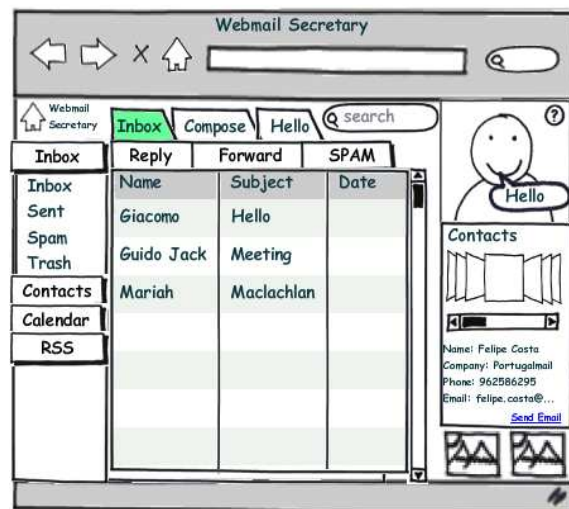 Webmail Secretary
X
Webmail
Secretary
Inbox Compose Hello
search
?
Inbox
Reply Forward SPAM
Inbox
Sent
Spam
Trash
Contacts
Calendar
RSS
Name Subject Date
Giacomo Hello
Guido Jack Meeting
Mariah Maclachlan
Hello
Contacts
Name: Felipe Costa
Company: Portugalmail
Phone: 962586295
Email: felipe.costa@...
Send Email